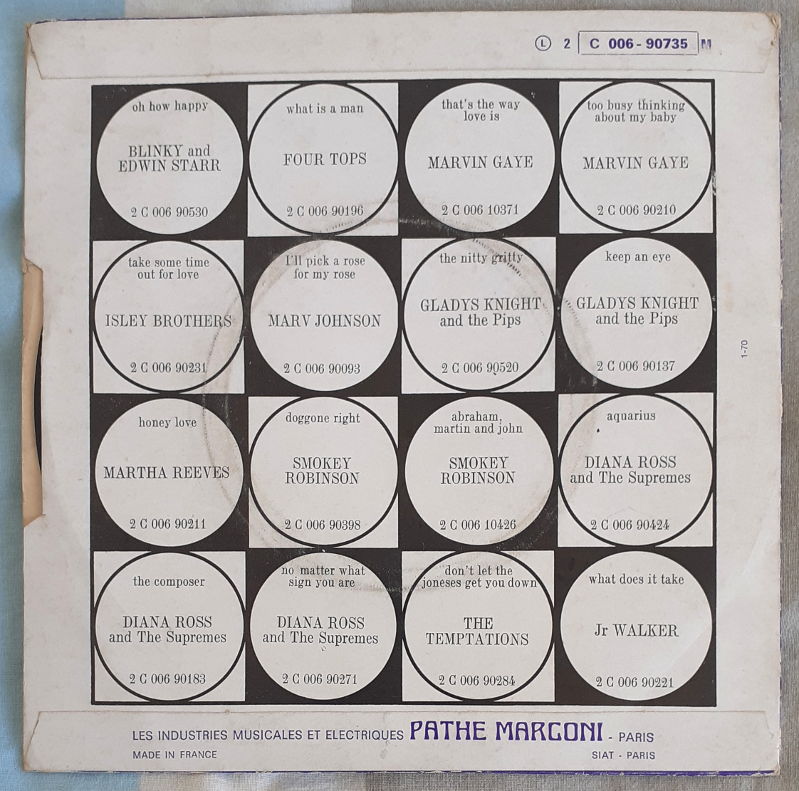 Ⓛ 2 C 006 - 90735 M
oh how happy
BLINKY and
EDWIN STARR
2 C 006 90530
what is a man
FOUR TOPS
2 C 006 90196
that's the way
love is
MARVIN GAYE
2 C 006 10371
too busy thinking
about my baby
MARVIN GAYE
2 C 006 90210
take some time
out for love
ISLEY BROTHERS
2 C 006 90231
I'll pick a rose
for my rose
MARV JOHNSON
2 C 006 90093
the nitty gritty
GLADYS KNIGHT
and the Pips
2 C 006 90520
keep an eye
GLADYS KNIGHT
and the Pips
2 C 006 90137
1-70
honey love
MARTHA REEVES
2 C 006 90211
doggone right
SMOKEY
ROBINSON
2 C 006 90398
abraham,
martin and john
SMOKEY
ROBINSON
2 C 006 10426
aquarius
DIANA ROSS
and The Supremes
2 C 006 90424
the composer
DIANA ROSS
and The Supremes
2 C 006 90183
no matter what
sign you are
DIANA ROSS
and The Supremes
2 C 006 90271
don't let the
joneses get you down
THE
TEMPTATIONS
2 C 006 90284
what does it take
Jr WALKER
2 C 006 90221
LES INDUSTRIES MUSICALES ET ELECTRIQUES PATHE MARCONI - PARIS
MADE IN FRANCE
SIAT - PARIS